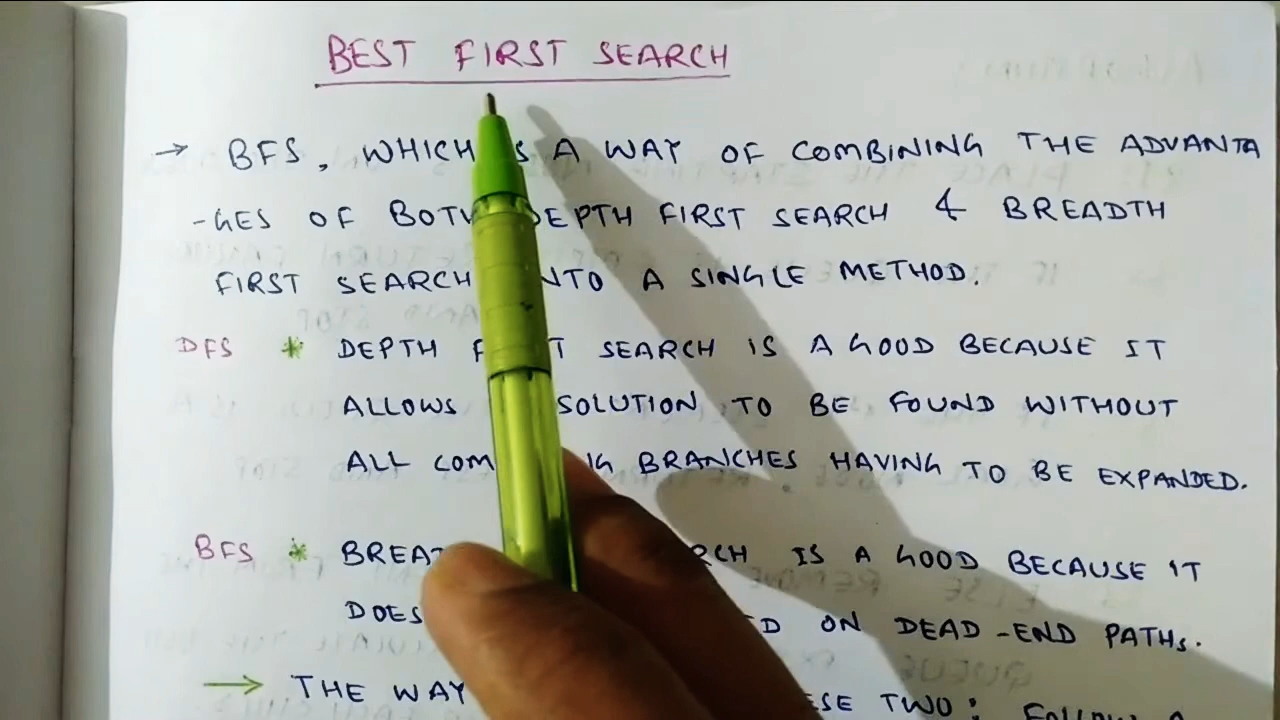 BEST FIRST SEARCH
→ BFS, WHICH A WAY OF COMBINING THE ADVANTA
-GES OF DEPTH FIRST SEARCH & BREADTH
FIRST SEARCH A SINGLE METHOD.
DFS * DEPTH SEARCH IS A GOOD BECAUSE IT
ALLOWS SOLUTION TO BE FOUND WITHOUT
ALL BRANCHES HAVING TO BE EXPANDED.
BFS * IS A GOOD BECAUSE IT
ON DEAD-END PATHS.
→ THE WAY TWO: